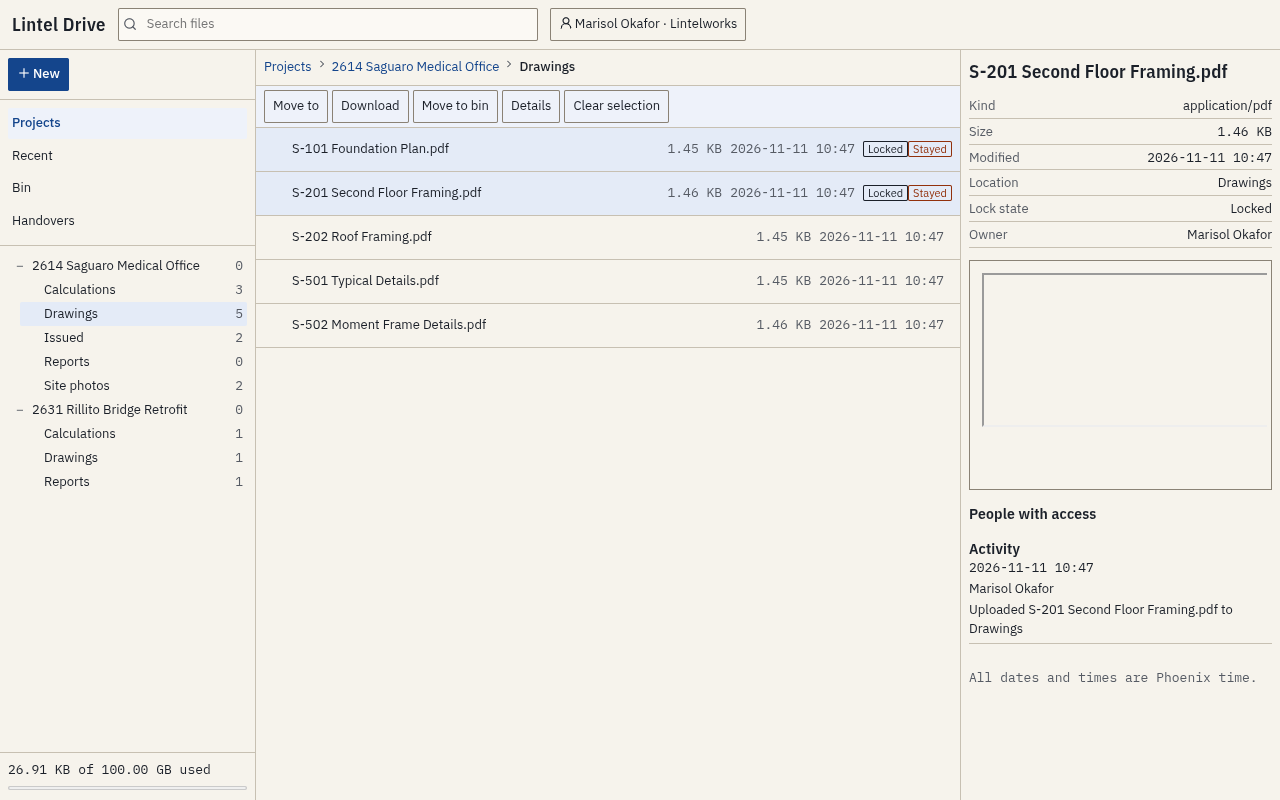 Lintel Drive
Search files
Marisol Okafor · Lintelworks
New
Projects
Recent
Bin
Handovers
2614 Saguaro Medical Office 0
Calculations 3
Drawings 5
Issued 2
Reports 0
Site photos 2
2631 Rillito Bridge Retrofit 0
Calculations 1
Drawings 1
Reports 1
26.91 KB of 100.00 GB used
Projects > 2614 Saguaro Medical Office > Drawings
Move to
Download
Move to bin
Details
Clear selection
S-101 Foundation Plan.pdf 1.45 KB 2026-11-11 10:47 Locked Stayed
S-201 Second Floor Framing.pdf 1.46 KB 2026-11-11 10:47 Locked Stayed
S-202 Roof Framing.pdf 1.45 KB 2026-11-11 10:47
S-501 Typical Details.pdf 1.45 KB 2026-11-11 10:47
S-502 Moment Frame Details.pdf 1.46 KB 2026-11-11 10:47
S-201 Second Floor Framing.pdf
Kind application/pdf
Size 1.46 KB
Modified 2026-11-11 10:47
Location Drawings
Lock state Locked
Owner Marisol Okafor
People with access
Activity
2026-11-11 10:47
Marisol Okafor
Uploaded S-201 Second Floor Framing.pdf to
Drawings
All dates and times are Phoenix time.